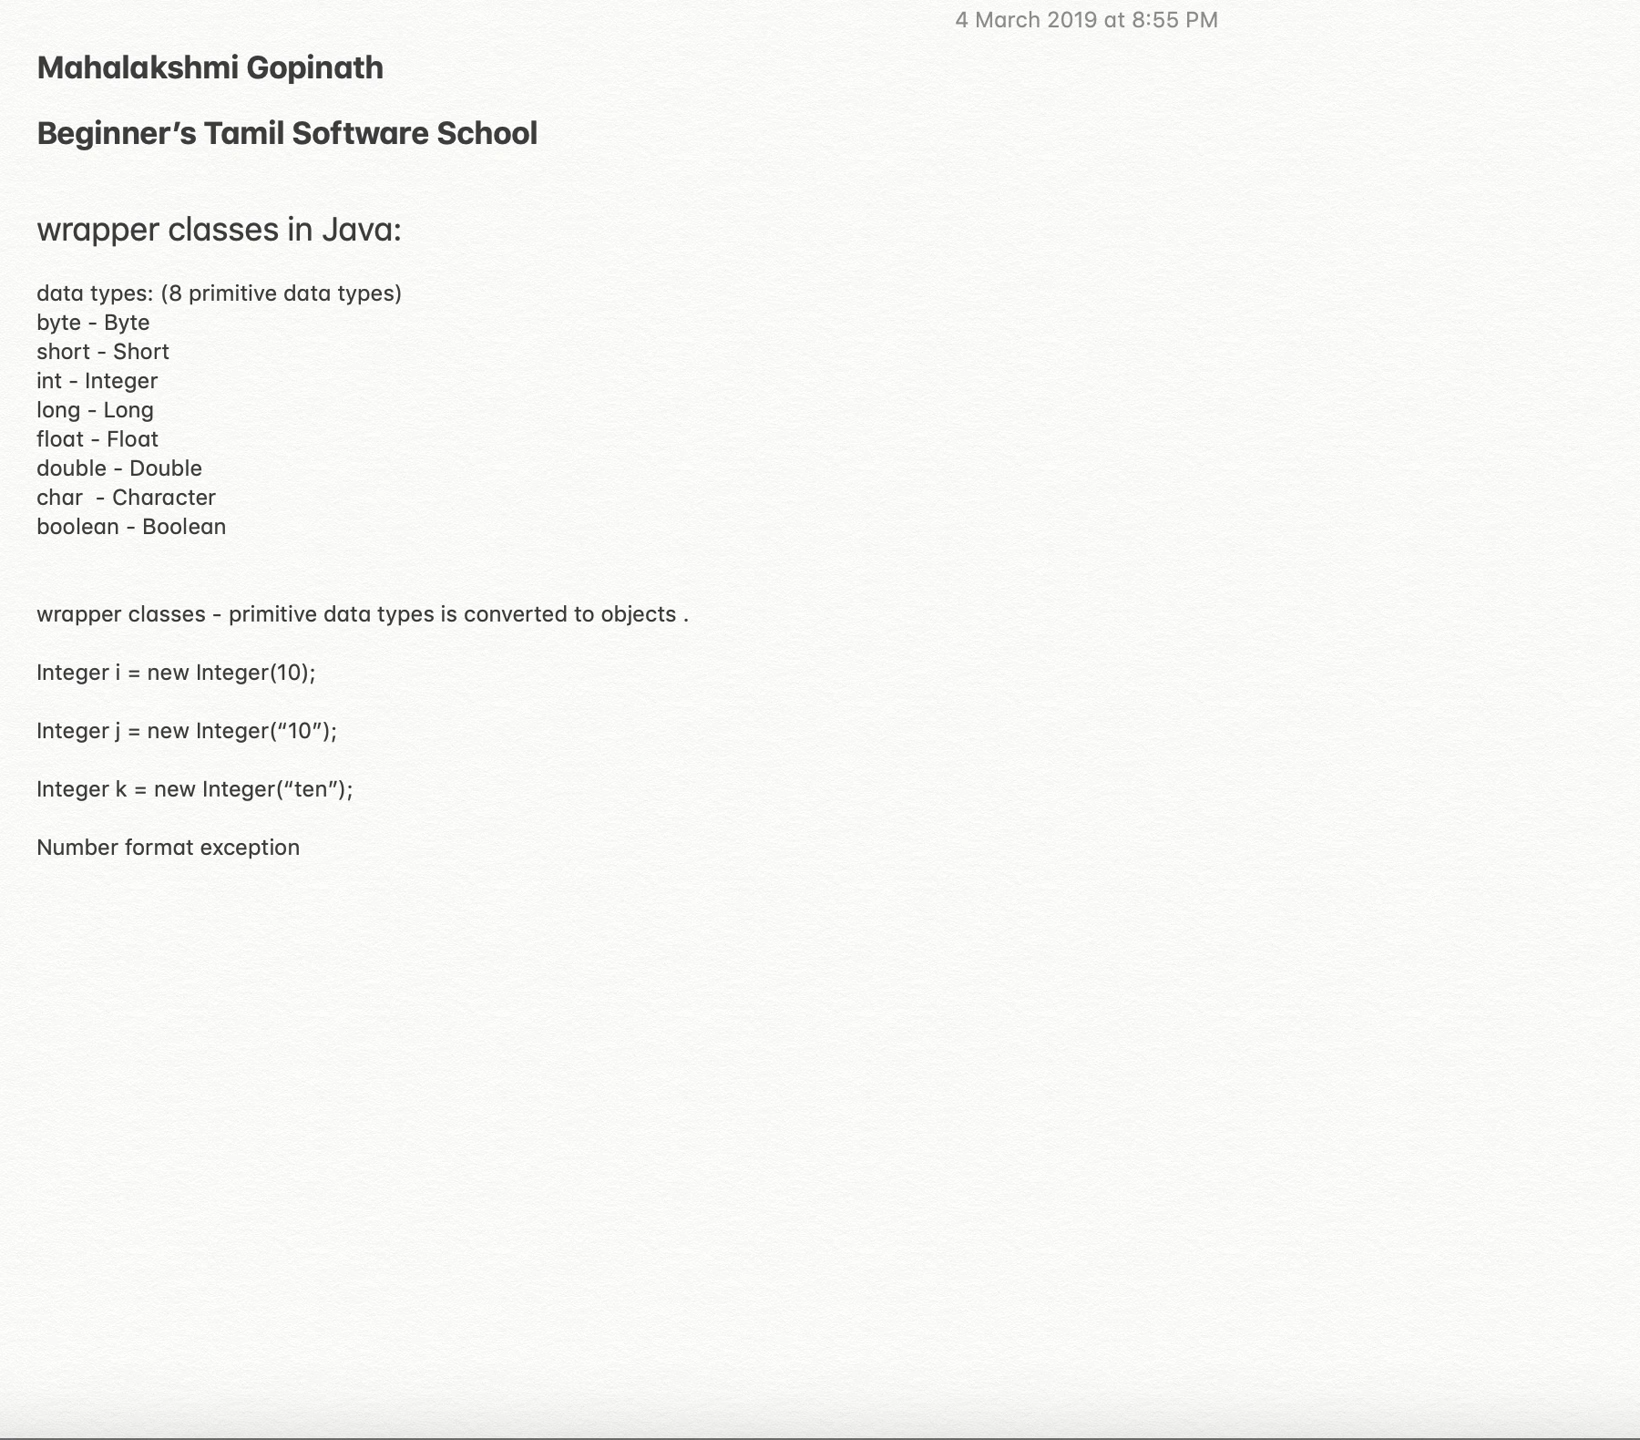 4 March 2019 at 8:55 PM
Mahalakshmi Gopinath
Beginner’s Tamil Software School
wrapper classes in Java:
data types: (8 primitive data types)
byte - Byte
short - Short
int - Integer
long - Long
float - Float
double - Double
char  - Character
boolean - Boolean
wrapper classes - primitive data types is converted to objects .
Integer i = new Integer(10);
Integer j = new Integer(“10”);
Integer k = new Integer(“ten”);
Number format exception